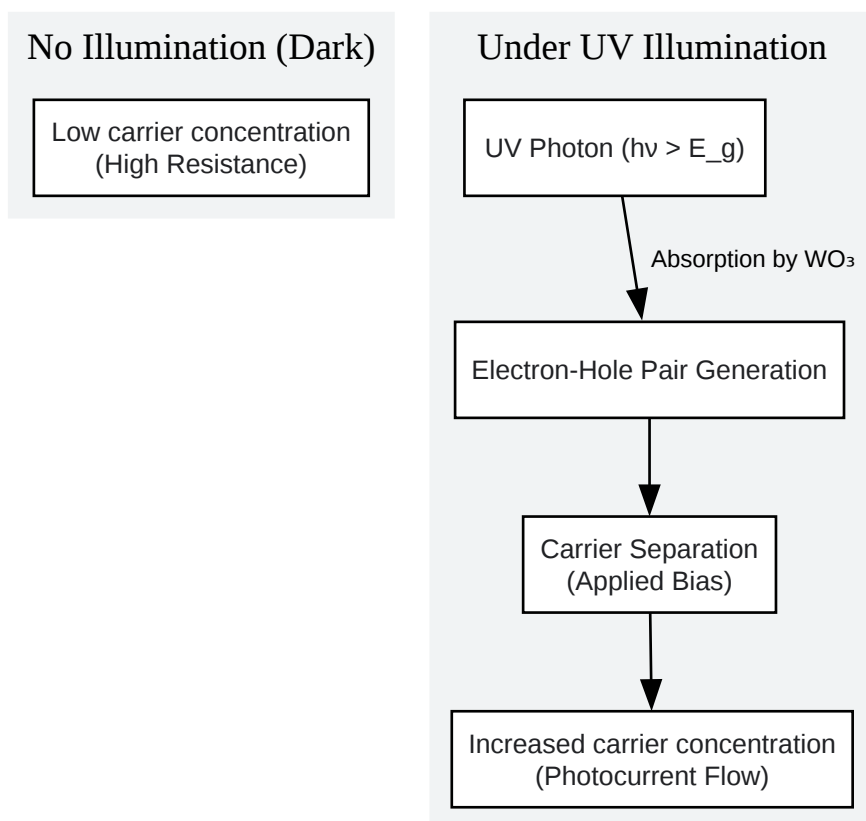 No Illumination (Dark)
Low carrier concentration
(High Resistance)
Under UV Illumination
UV Photon (hν > E_g)
Absorption by WO₃
Electron-Hole Pair Generation
Carrier Separation
(Applied Bias)
Increased carrier concentration
(Photocurrent Flow)